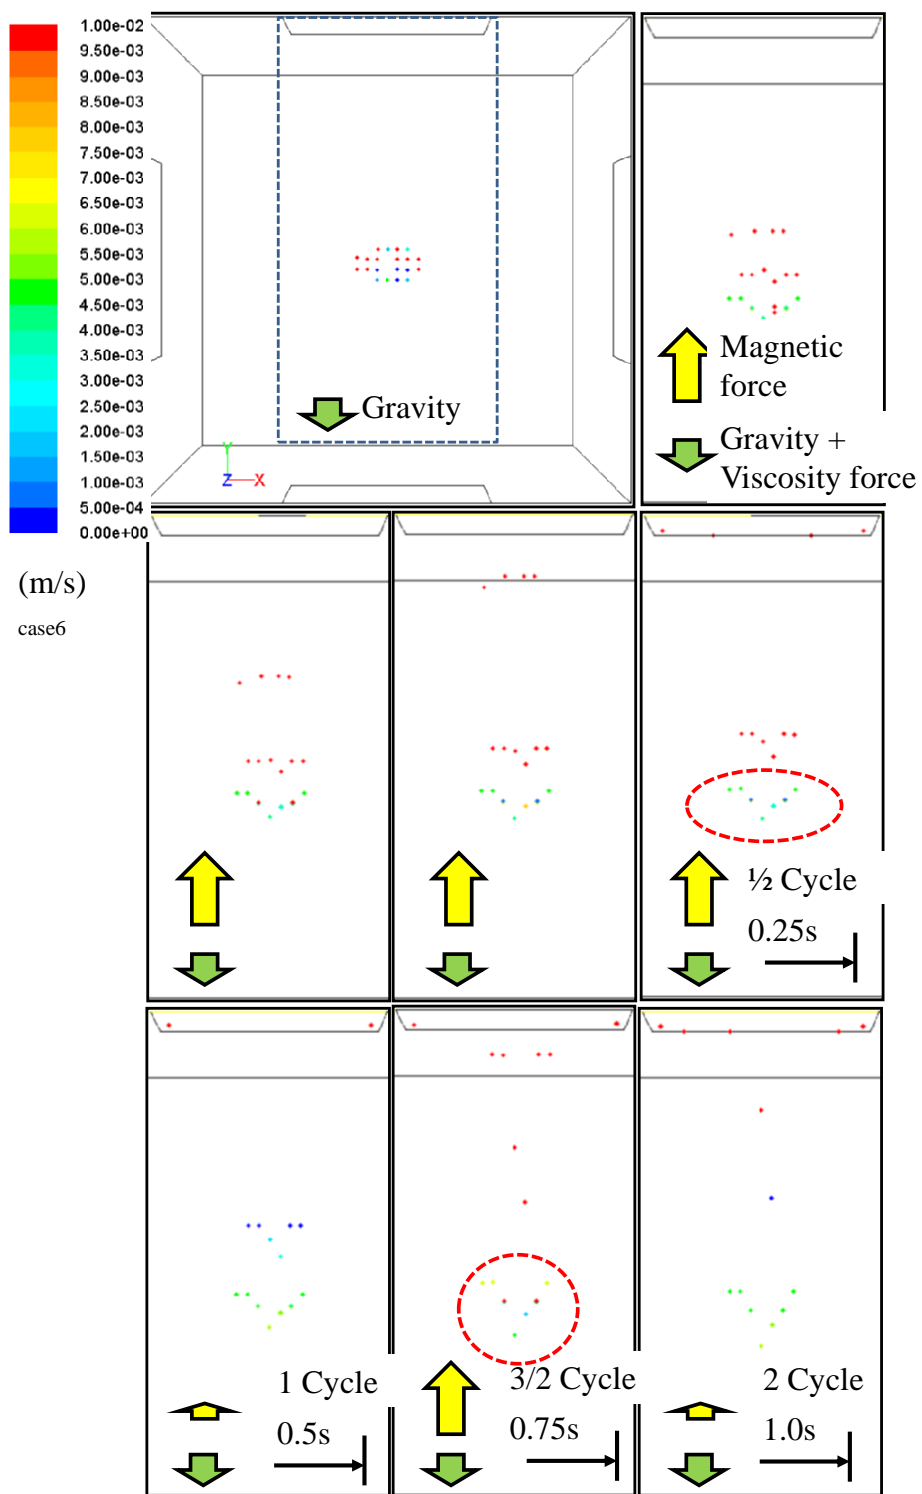 1.00e-02
9.50e-03
9.00e-03
8.50e-03
8.00e-03
7.50e-03
7.00e-03
6.50e-03
6.00e-03
5.50e-03
5.00e-03
4.50e-03
4.00e-03
3.50e-03
3.00e-03
2.50e-03
2.00e-03
1.50e-03
1.00e-03
5.00e-04
0.00e+00
(m/s)
case6
Gravity
Y
Z X
Magnetic
force
Gravity +
Viscosity force
½ Cycle
0.25s
1 Cycle
0.5s
3/2 Cycle
0.75s
2 Cycle
1.0s